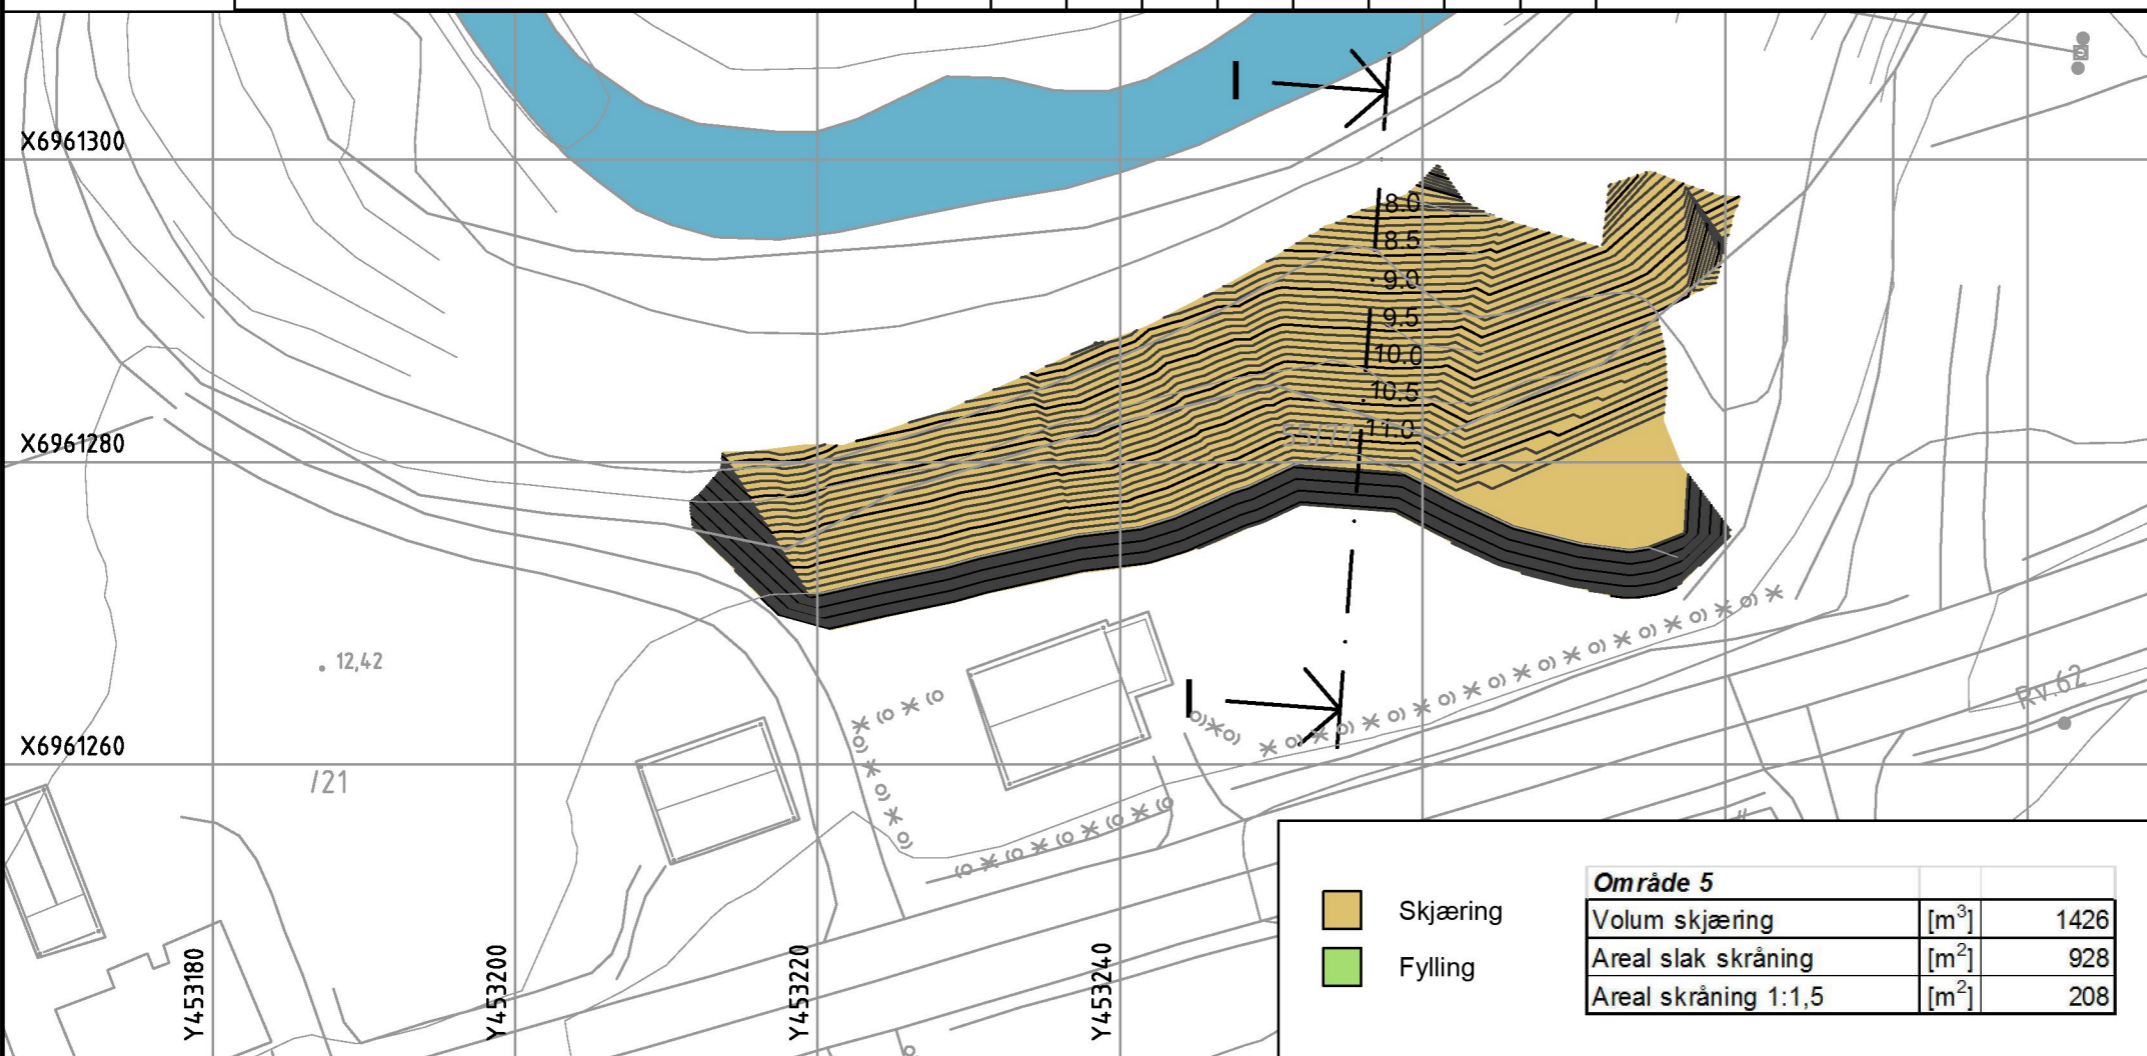 X6961300
X6961280
X6961260
I
8.0
8.5
9.0
9.5
10.0
10.5
11.0
12,42
I
Rv.62
/21
Y453180
Y453200
Y453220
Y453240
Skjæring
Fylling
Område 5
Volum skjæring [m³] 1426
Areal slak skråning [m²] 928
Areal skråning 1:1,5 [m²] 208